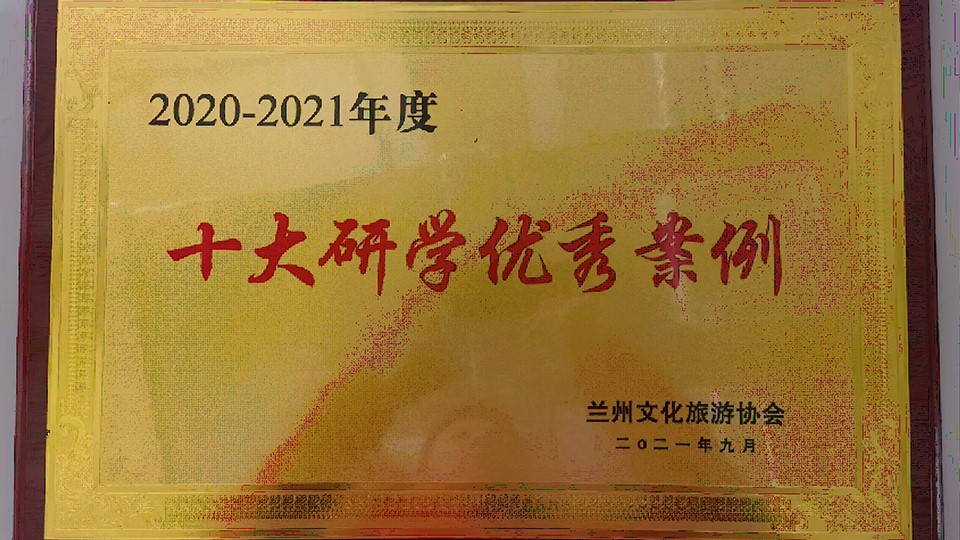 2020-2021年度
十大研学优秀案例
兰州文化旅游协会
二〇二一年九月